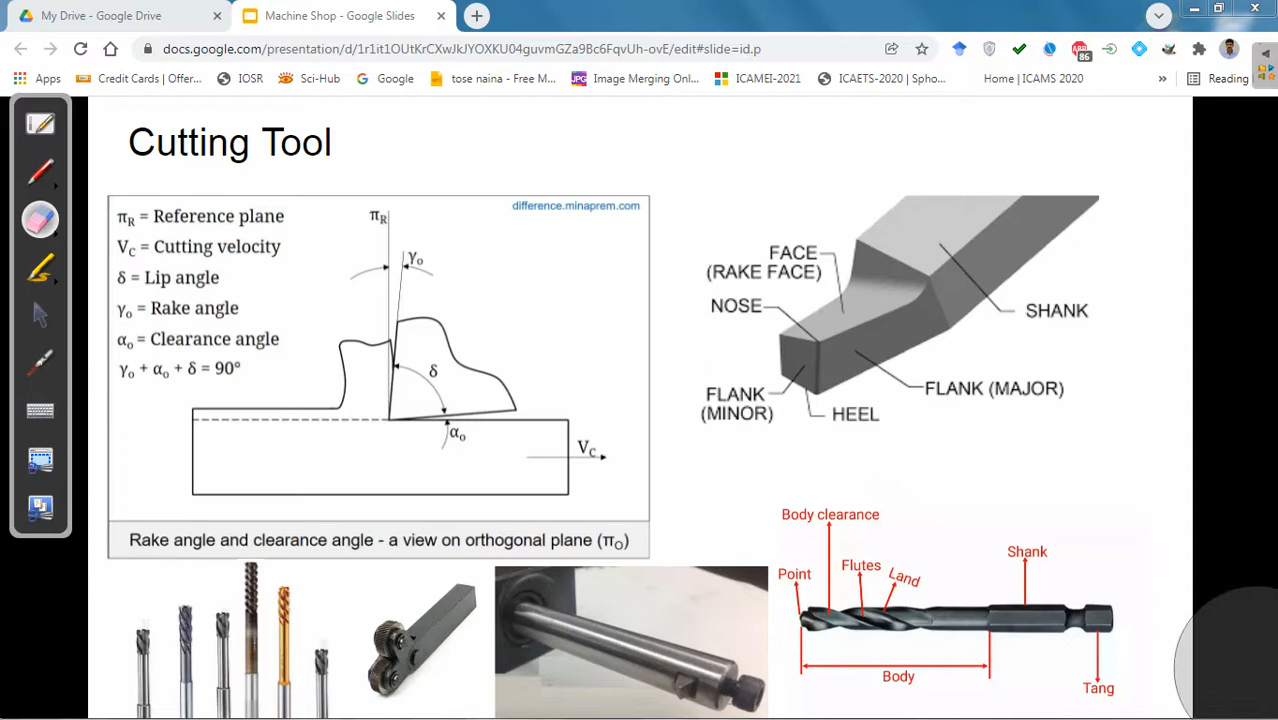 My Drive - Google Drive
Machine Shop - Google Slides
docs.google.com/presentation/d/1r1it1OUtKrCXwJkJYOXKU04guvmGZa9Bc6FqvUh-ovE/edit#slide=id.p
86
Apps
Credit Cards | Offer...
IOSR
Sci-Hub
Google
tose naina - Free M...
Image Merging Onl...
ICAMEI-2021
ICAETS-2020 | Spho...
Home | ICAMS 2020
»
Reading
Cutting Tool
difference.minaprem.com
πR = Reference plane
VC = Cutting velocity
δ = Lip angle
γo = Rake angle
αo = Clearance angle
γo + αo + δ = 90°
πR
γo
δ
αo
VC
Rake angle and clearance angle - a view on orthogonal plane (πO)
FACE
(RAKE FACE)
NOSE
SHANK
FLANK
(MINOR)
FLANK (MAJOR)
HEEL
Body clearance
Point
Flutes
Land
Shank
Body
Tang